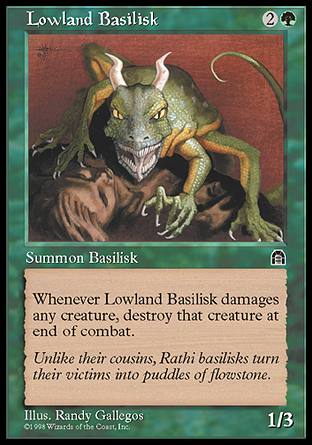 Lowland Basilisk 2
Summon Basilisk
Whenever Lowland Basilisk damages
any creature, destroy that creature at
end of combat.
Unlike their cousins, Rathi basilisks turn
their victims into puddles of flowstone.
Illus. Randy Gallegos
©1998 Wizards of the Coast, Inc.
1/3